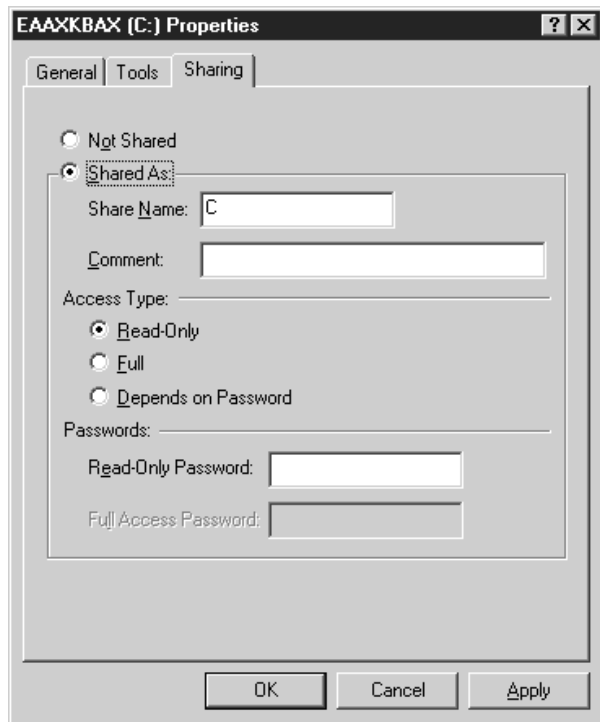 EAAXKBAX (C:) Properties
General Tools Sharing
Not Shared
Shared As:
Share Name: C
Comment:
Access Type:
Read-Only
Full
Depends on Password
Passwords:
Read-Only Password:
Full Access Password:
OK Cancel Apply